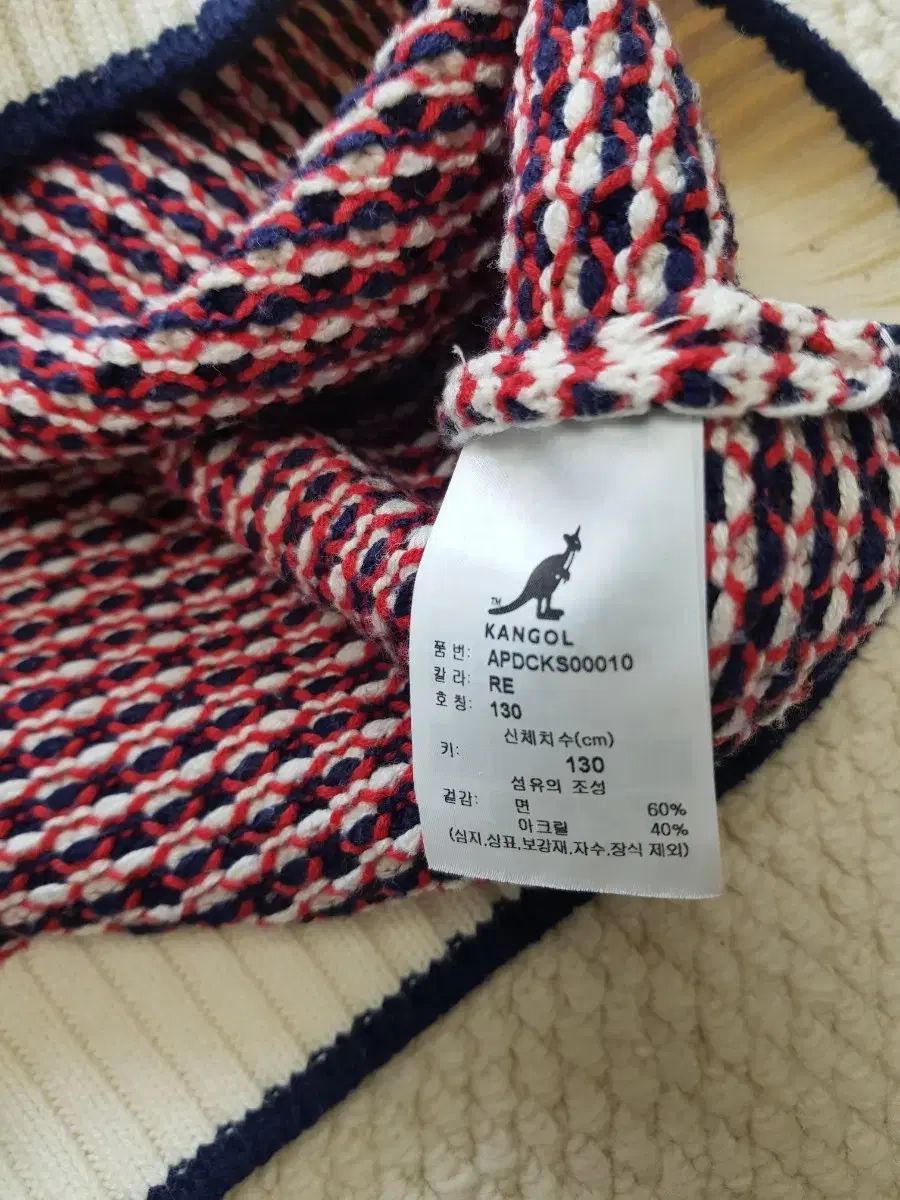 TM
KANGOL
품 번: APDCKS00010
칼 라: RE
호 칭: 130
신체치수(cm)
키: 130
섬유의 조성
겉감: 면 60%
아크릴 40%
(심지,상표,보강재,자수,장식 제외)